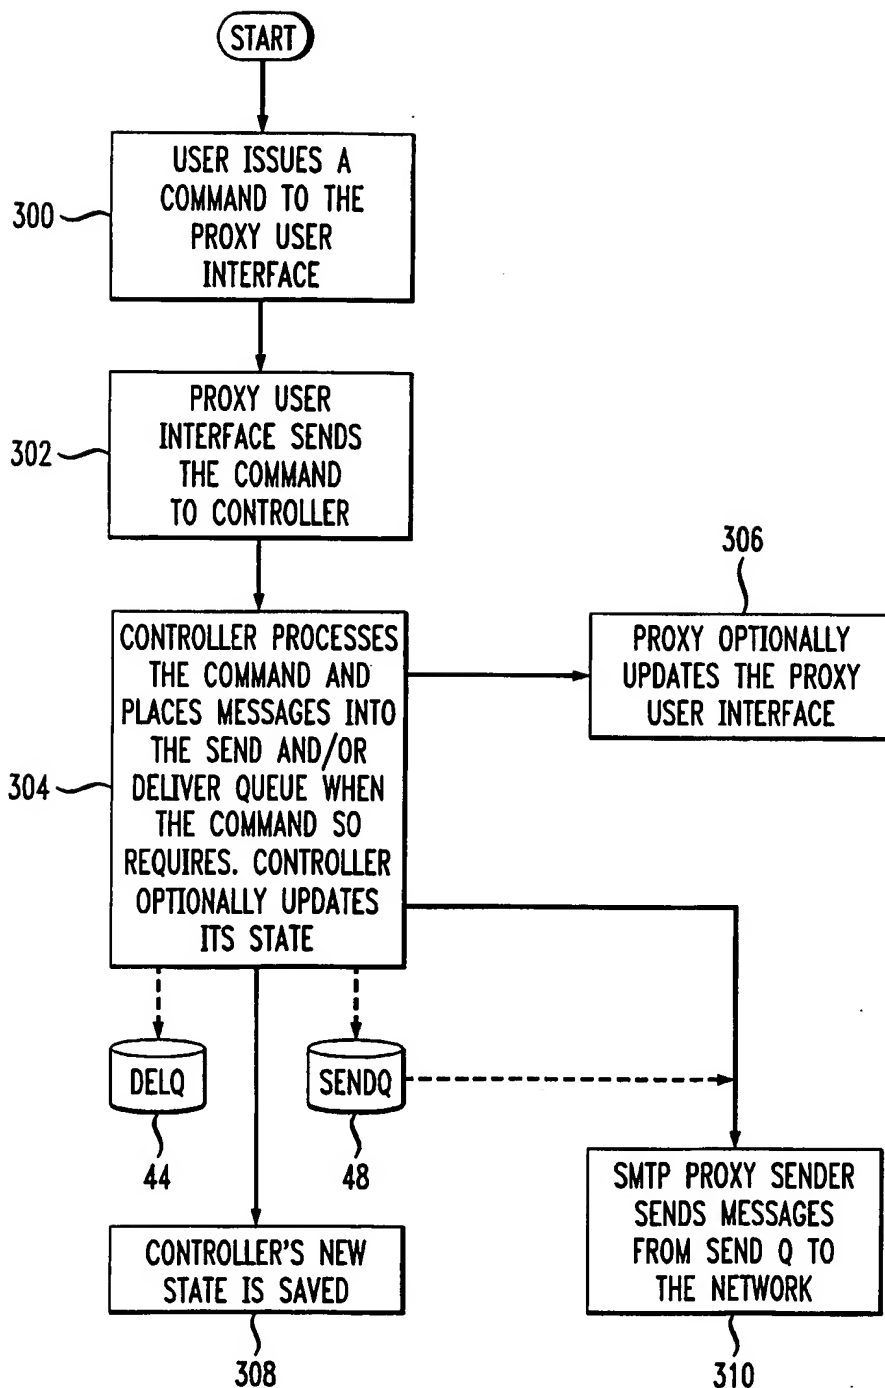 START
USER ISSUES A
COMMAND TO THE
PROXY USER
INTERFACE
300
PROXY USER
INTERFACE SENDS
THE COMMAND
TO CONTROLLER
302
306
CONTROLLER PROCESSES
THE COMMAND AND
PLACES MESSAGES INTO
THE SEND AND/OR
DELIVER QUEUE WHEN
THE COMMAND SO
REQUIRES. CONTROLLER
OPTIONALLY UPDATES
ITS STATE
304
PROXY OPTIONALLY
UPDATES THE PROXY
USER INTERFACE
DELQ
SENDQ
44
48
SMTP PROXY SENDER
SENDS MESSAGES
FROM SEND Q TO
THE NETWORK
CONTROLLER'S NEW
STATE IS SAVED
308
310